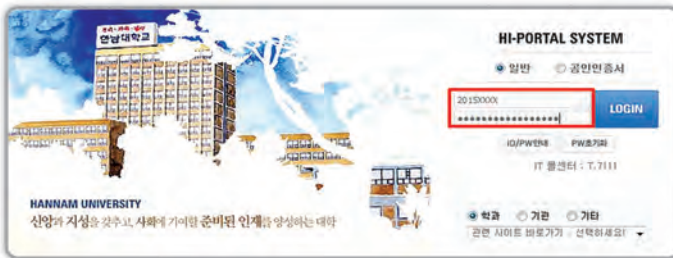 한남대학교
HANNAM UNIVERSITY
신앙과 지성을 갖추고, 사회에 기여할 준비된 인재를 양성하는 대학
HI-PORTAL SYSTEM
일반 공인인증서
2015XXXX
••••••••••••••••••
LOGIN
ID/PW안내 PW초기화
IT 콜센터 : T.7111
학과 기관 기타
관련 사이트 바로가기 : 선택하세요!